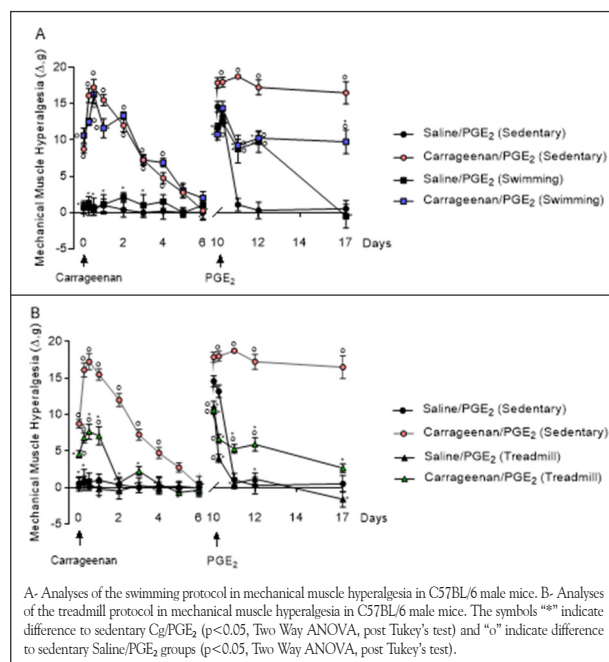 A
Mechanical Muscle Hyperalgesia (Δ,g)
20
15
10
5
0
-5
0 2 4 6 10 12 14 17 Days
Carrageenan
PGE₂
Saline/PGE₂ (Sedentary)
Carrageenan/PGE₂ (Sedentary)
Saline/PGE₂ (Swimming)
Carrageenan/PGE₂ (Swimming)
B
Mechanical Muscle Hyperalgesia (Δ,g)
20
15
10
5
0
-5
0 2 4 6 10 12 14 17 Days
Carrageenan
PGE₂
Saline/PGE₂ (Sedentary)
Carrageenan/PGE₂ (Sedentary)
Saline/PGE₂ (Treadmill)
Carrageenan/PGE₂ (Treadmill)
A- Analyses of the swimming protocol in mechanical muscle hyperalgesia in C57BL/6 male mice. B- Analyses
of the treadmill protocol in mechanical muscle hyperalgesia in C57BL/6 male mice. The symbols “*” indicate
difference to sedentary Cg/PGE₂ (p<0.05, Two Way ANOVA, post Tukey’s test) and “o” indicate difference
to sedentary Saline/PGE₂ groups (p<0.05, Two Way ANOVA, post Tukey’s test).